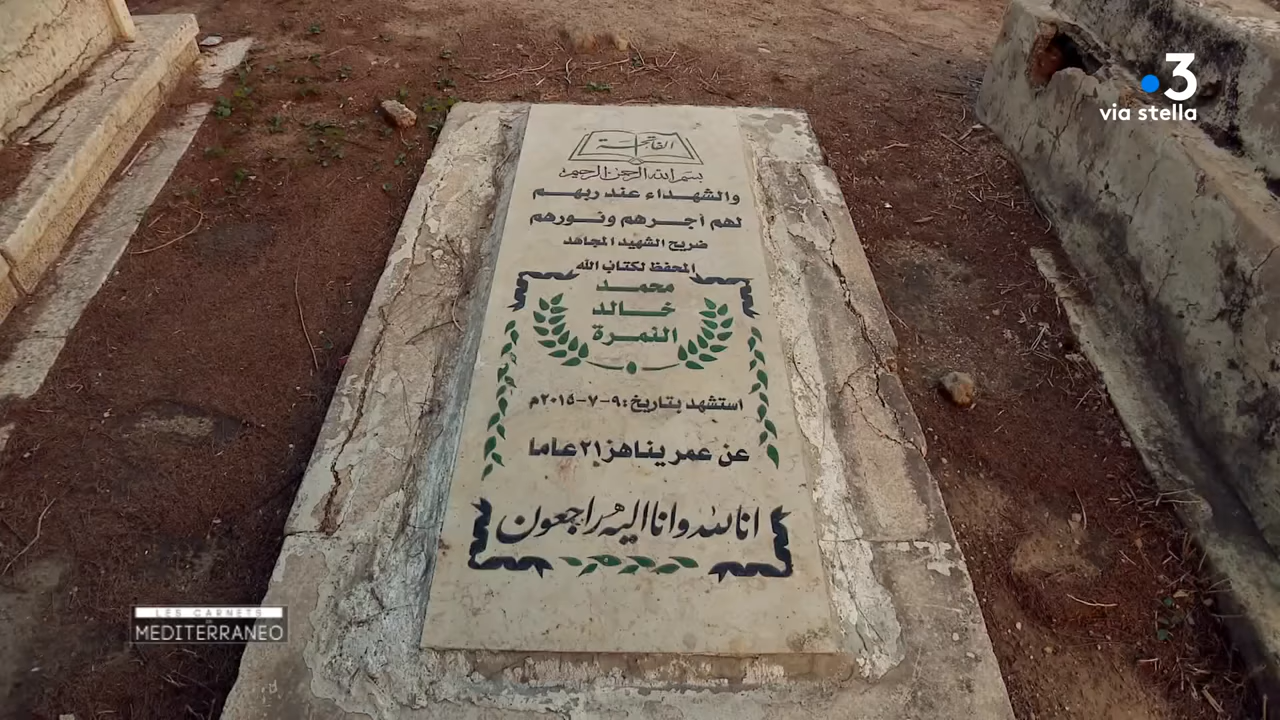 3
via stella
الفاتحة
بسم الله الرحمن الرحيم
والشهداء عند ربهم
لهم أجرهم ونورهم
ضريح الشهيد المجاهد
المحفظ لكتاب الله
محمد
خالد
النمرة
استشهد بتاريخ: ٩-٧-٢٠١٥م
عن عمر يناهز ٢١ عاما
انا لله وانا اليه راجعون
LES CARNETS
DE
MEDITERRANEO